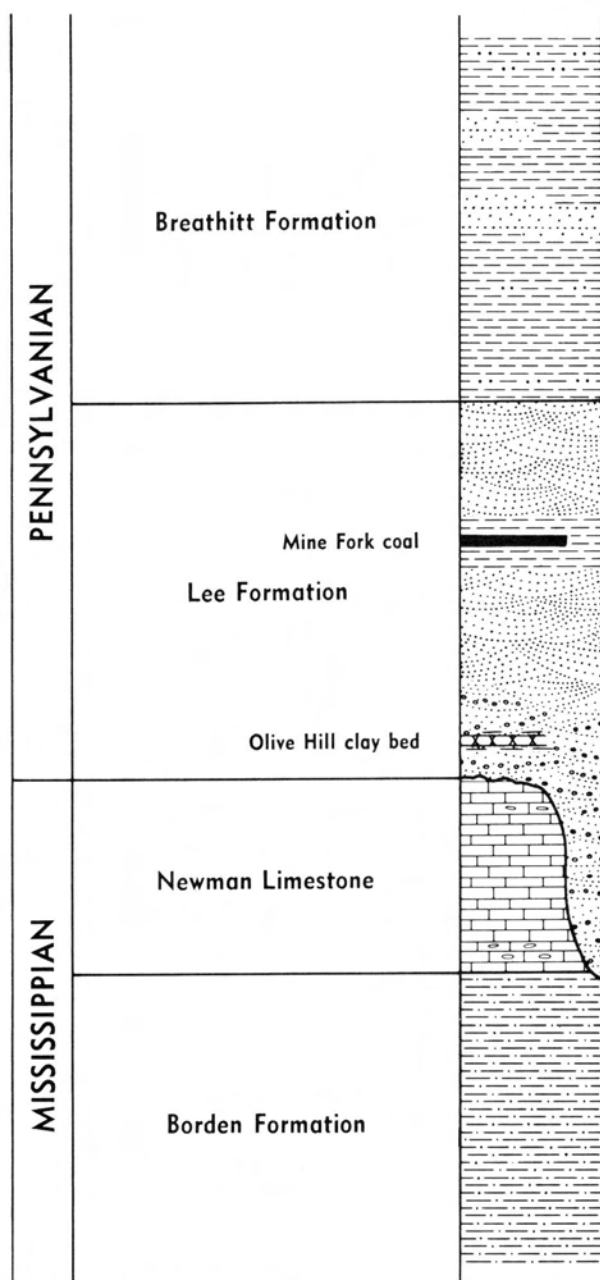 PENNSYLVANIAN
Breathitt Formation
Mine Fork coal
Lee Formation
Olive Hill clay bed
MISSISSIPPIAN
Newman Limestone
Borden Formation